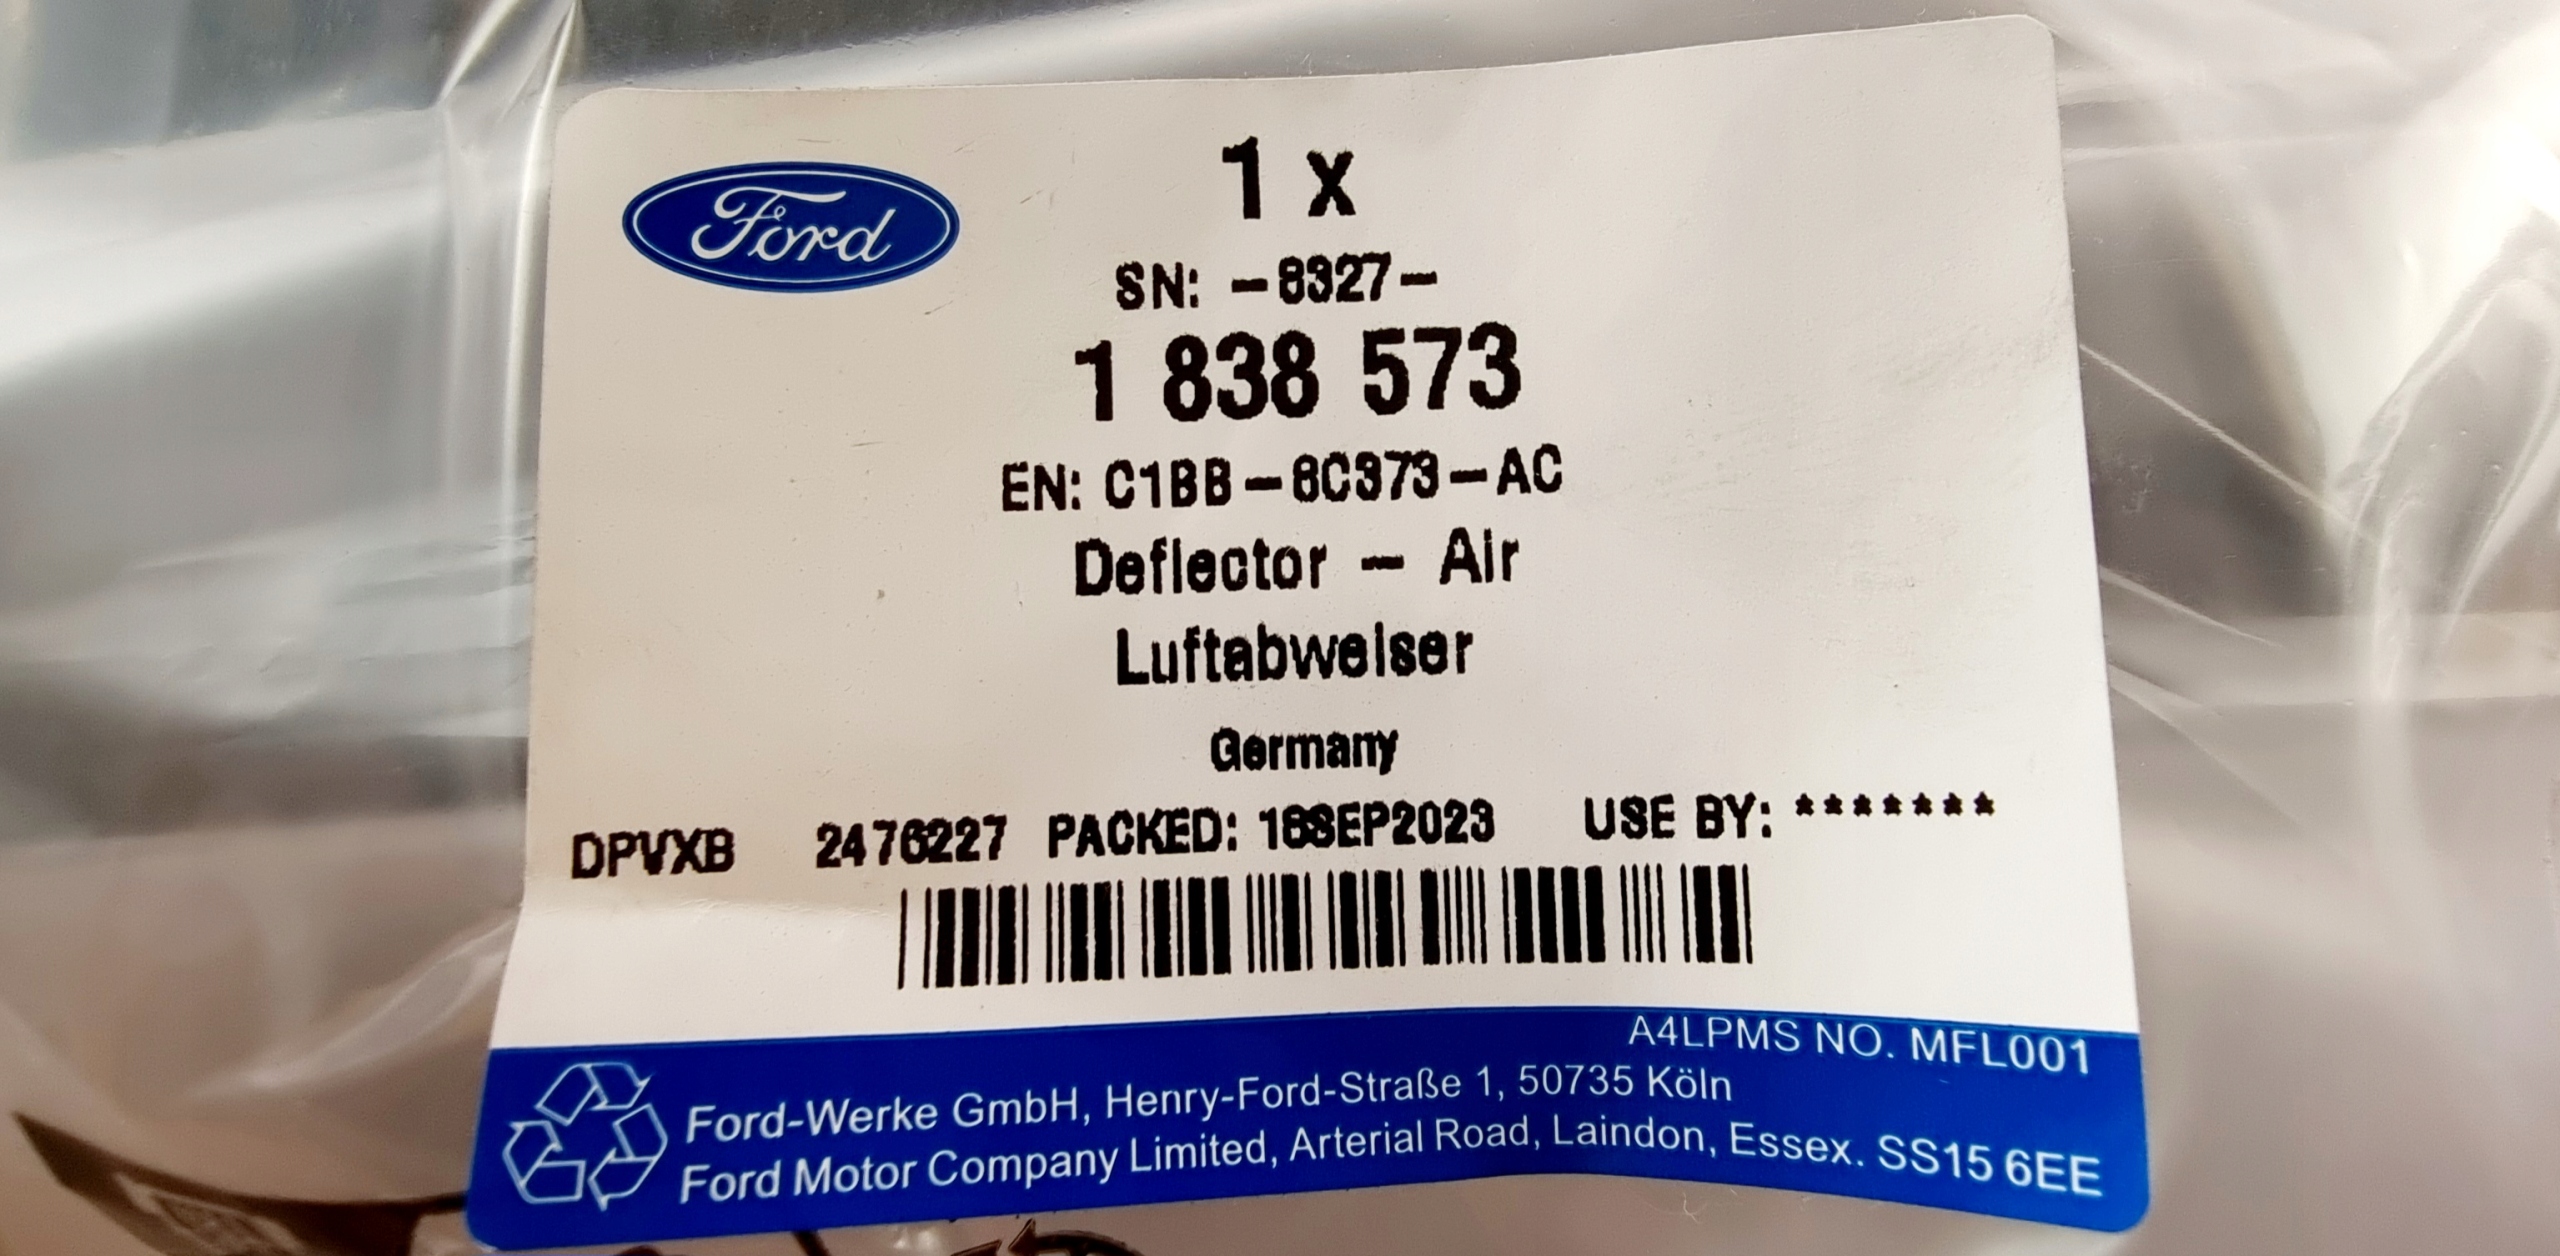 Ford
1 x
SN: -8327-
1 838 573
EN: C1BB-8C373-AC
Deflector - Air
Luftabweiser
Germany
DPVXB 2476227 PACKED: 18SEP2023 USE BY: *******
A4LPMS NO. MFL001
Ford-Werke GmbH, Henry-Ford-Straße 1, 50735 Köln
Ford Motor Company Limited, Arterial Road, Laindon, Essex. SS15 6EE